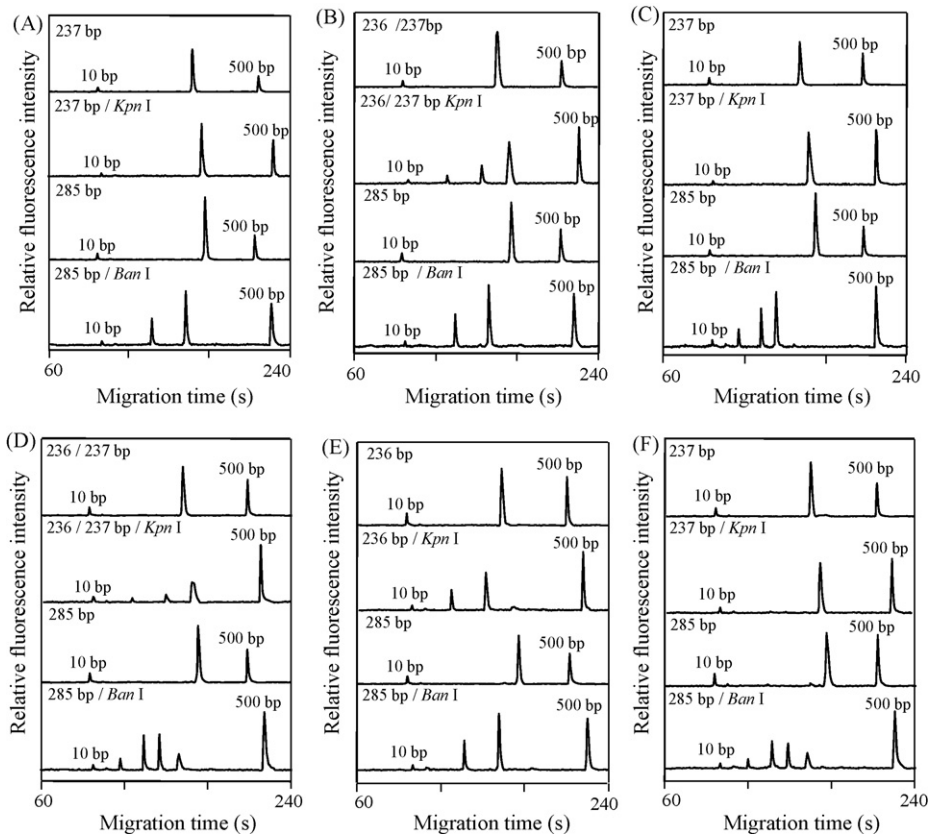 (A)
237 bp
10 bp
500 bp
237 bp / Kpn I
10 bp
500 bp
285 bp
10 bp
500 bp
285 bp / Ban I
10 bp
500 bp
Relative fluorescence intensity
60
240
Migration time (s)
(B)
236 /237bp
10 bp
500 bp
236/ 237 bp Kpn I
10 bp
500 bp
285 bp
10 bp
500 bp
285 bp / Ban I
10 bp
500 bp
Relative fluorescence intensity
60
240
Migration time (s)
(C)
237 bp
10 bp
500 bp
237 bp / Kpn I
10 bp
500 bp
285 bp
10 bp
500 bp
285 bp / Ban I
10 bp
500 bp
Relative fluorescence intensity
60
240
Migration time (s)
(D)
236 / 237 bp
10 bp
500 bp
236 / 237 bp / Kpn I
10 bp
500 bp
285 bp
10 bp
500 bp
285 bp / Ban I
10 bp
500 bp
Relative fluorescence intensity
60
240
Migration time (s)
(E)
236 bp
10 bp
500 bp
236 bp / Kpn I
10 bp
500 bp
285 bp
10 bp
500 bp
285 bp / Ban I
10 bp
500 bp
Relative fluorescence intensity
60
240
Migration time (s)
(F)
237 bp
10 bp
500 bp
237 bp / Kpn I
10 bp
500 bp
285 bp
10 bp
500 bp
285 bp / Ban I
10 bp
500 bp
Relative fluorescence intensity
60
240
Migration time (s)